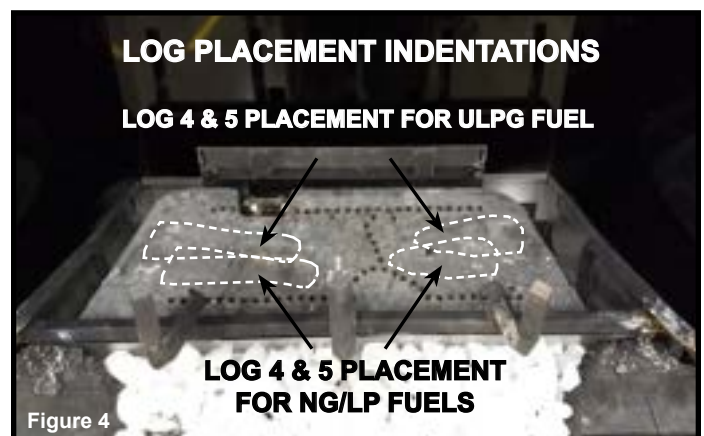 LOG PLACEMENT INDENTATIONS
LOG 4 & 5 PLACEMENT FOR ULPG FUEL
LOG 4 & 5 PLACEMENT
FOR NG/LP FUELS
Figure 4